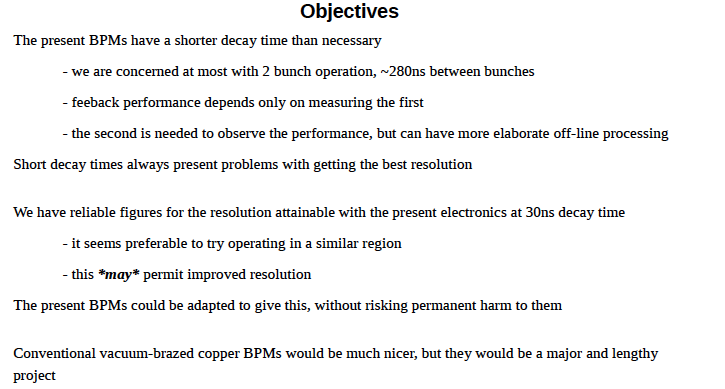 Objectives
The present BPMs have a shorter decay time than necessary
- we are concerned at most with 2 bunch operation, ~280ns between bunches
- feeback performance depends only on measuring the first
- the second is needed to observe the performance, but can have more elaborate off-line processing
Short decay times always present problems with getting the best resolution
We have reliable figures for the resolution attainable with the present electronics at 30ns decay time
- it seems preferable to try operating in a similar region
- this *may* permit improved resolution
The present BPMs could be adapted to give this, without risking permanent harm to them
Conventional vacuum-brazed copper BPMs would be much nicer, but they would be a major and lengthy
project